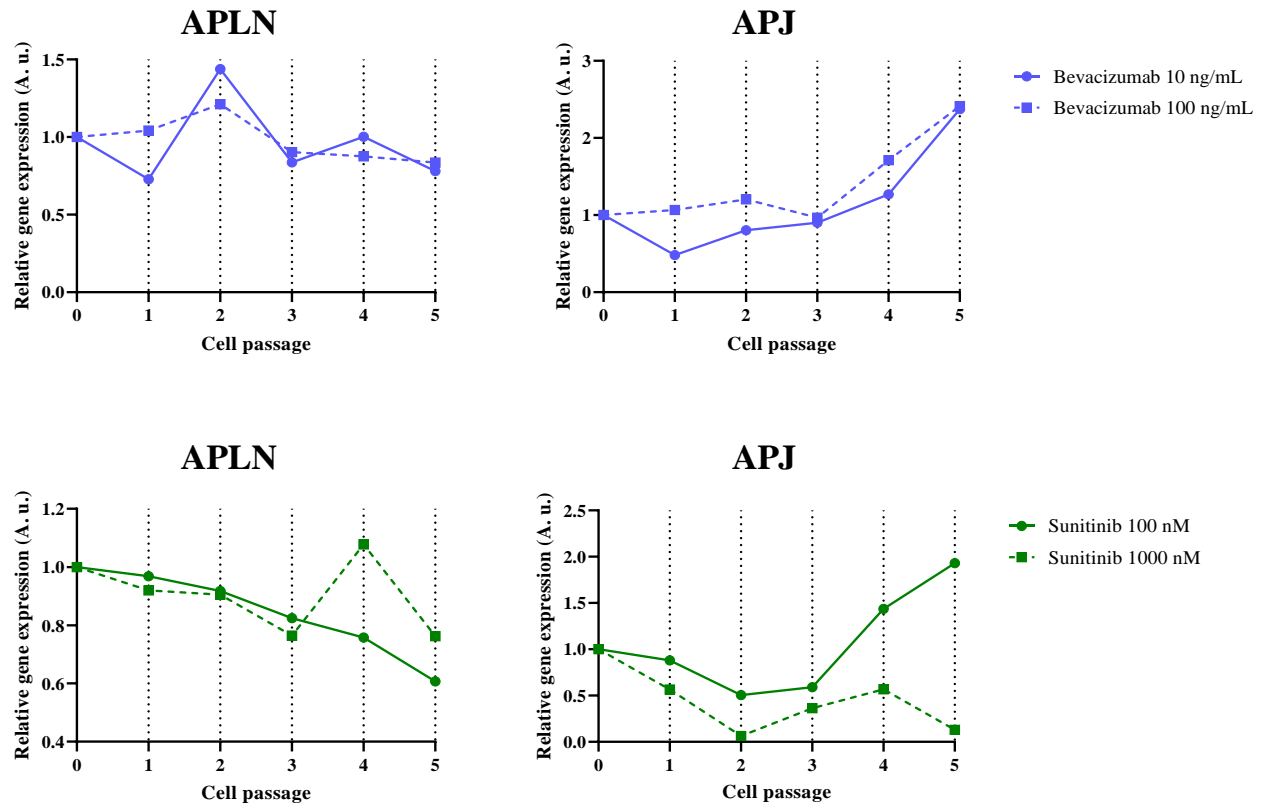 APLN
Relative gene expression (A. u.)
1.5
1.0
0.5
0.0
0 1 2 3 4 5
Cell passage
APJ
Relative gene expression (A. u.)
3
2
1
0
0 1 2 3 4 5
Cell passage
Bevacizumab 10 ng/mL
Bevacizumab 100 ng/mL
APLN
Relative gene expression (A. u.)
1.2
1.0
0.8
0.6
0.4
0 1 2 3 4 5
Cell passage
APJ
Relative gene expression (A. u.)
2.5
2.0
1.5
1.0
0.5
0.0
0 1 2 3 4 5
Cell passage
Sunitinib 100 nM
Sunitinib 1000 nM